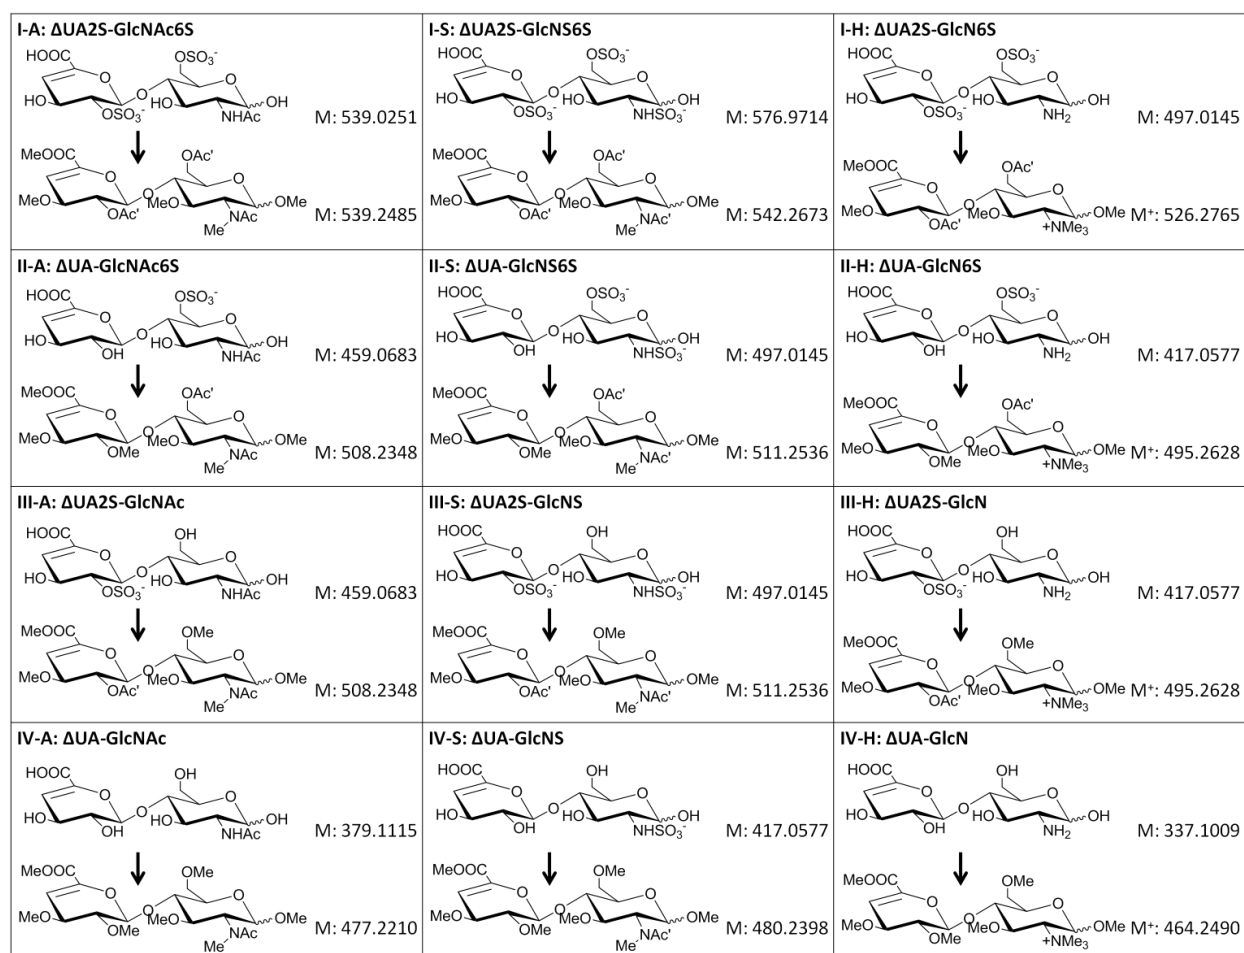 I-A: ΔUA2S-GlcNAc6S
HOOC
OSO₃⁻
O
O
O
HO
OSO₃⁻
HO
NHAc
OH
M: 539.0251
MeOOC
OAc'
O
O
O
MeO
OAc'
MeO
NAc
Me
OMe
M: 539.2485
I-S: ΔUA2S-GlcNS6S
HOOC
OSO₃⁻
O
O
O
HO
OSO₃⁻
HO
NHSO₃⁻
OH
M: 576.9714
MeOOC
OAc'
O
O
O
MeO
OAc'
MeO
NAc'
Me
OMe
M: 542.2673
I-H: ΔUA2S-GlcN6S
HOOC
OSO₃⁻
O
O
O
HO
OSO₃⁻
HO
NH₂
OH
M: 497.0145
MeOOC
OAc'
O
O
O
MeO
OAc'
MeO
+NMe₃
OMe
M⁺: 526.2765
II-A: ΔUA-GlcNAc6S
HOOC
OSO₃⁻
O
O
O
HO
OH
HO
NHAc
OH
M: 459.0683
MeOOC
OAc'
O
O
O
MeO
OMe
MeO
NAc
Me
OMe
M: 508.2348
II-S: ΔUA-GlcNS6S
HOOC
OSO₃⁻
O
O
O
HO
OH
HO
NHSO₃⁻
OH
M: 497.0145
MeOOC
OAc'
O
O
O
MeO
OMe
MeO
NAc'
Me
OMe
M: 511.2536
II-H: ΔUA-GlcN6S
HOOC
OSO₃⁻
O
O
O
HO
OH
HO
NH₂
OH
M: 417.0577
MeOOC
OAc'
O
O
O
MeO
OMe
MeO
+NMe₃
OMe
M⁺: 495.2628
III-A: ΔUA2S-GlcNAc
HOOC
OH
O
O
O
HO
OSO₃⁻
HO
NHAc
OH
M: 459.0683
MeOOC
OMe
O
O
O
MeO
OAc'
MeO
NAc
Me
OMe
M: 508.2348
III-S: ΔUA2S-GlcNS
HOOC
OH
O
O
O
HO
OSO₃⁻
HO
NHSO₃⁻
OH
M: 497.0145
MeOOC
OMe
O
O
O
MeO
OAc'
MeO
NAc'
Me
OMe
M: 511.2536
III-H: ΔUA2S-GlcN
HOOC
OH
O
O
O
HO
OSO₃⁻
HO
NH₂
OH
M: 417.0577
MeOOC
OMe
O
O
O
MeO
OAc'
MeO
+NMe₃
OMe
M⁺: 495.2628
IV-A: ΔUA-GlcNAc
HOOC
OH
O
O
O
HO
OH
HO
NHAc
OH
M: 379.1115
MeOOC
OMe
O
O
O
MeO
OMe
MeO
NAc
Me
OMe
M: 477.2210
IV-S: ΔUA-GlcNS
HOOC
OH
O
O
O
HO
OH
HO
NHSO₃⁻
OH
M: 417.0577
MeOOC
OMe
O
O
O
MeO
OMe
MeO
NAc'
Me
OMe
M: 480.2398
IV-H: ΔUA-GlcN
HOOC
OH
O
O
O
HO
OH
HO
NH₂
OH
M: 337.1009
MeOOC
OMe
O
O
O
MeO
OMe
MeO
+NMe₃
OMe
M⁺: 464.2490